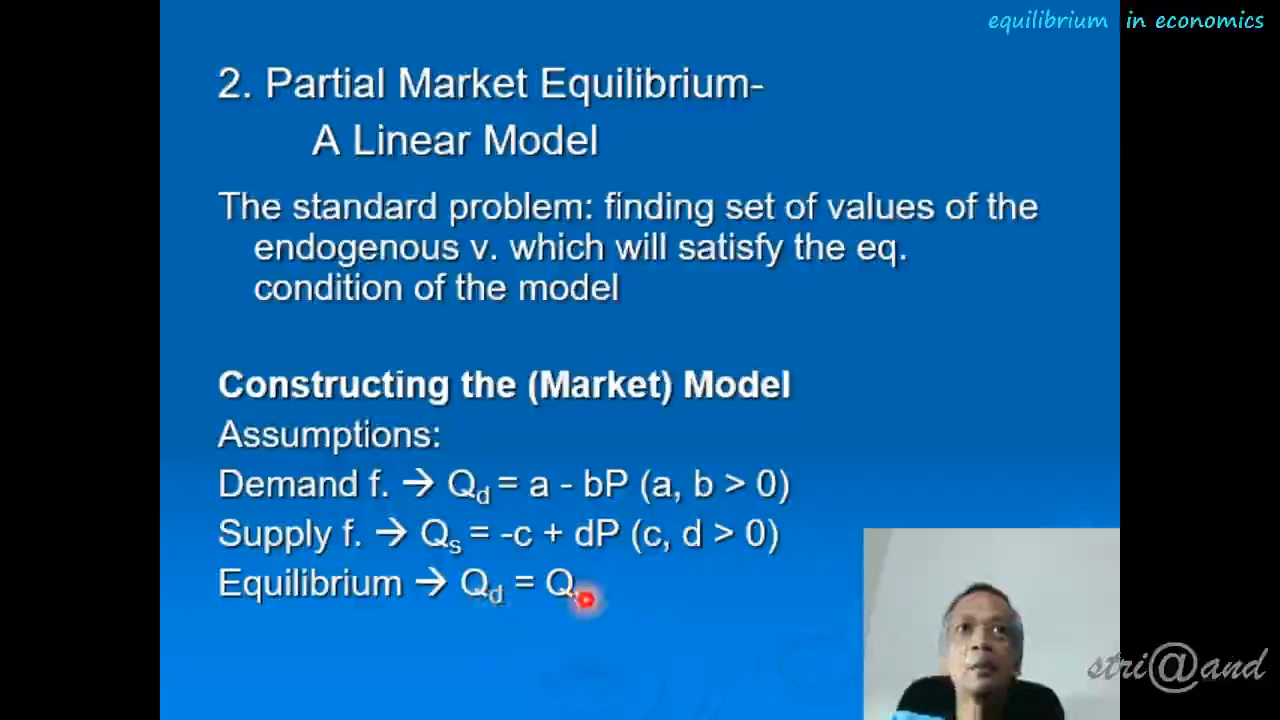 equilibrium in economics
2. Partial Market Equilibrium-
A Linear Model
The standard problem: finding set of values of the
endogenous v. which will satisfy the eq.
condition of the model
Constructing the (Market) Model
Assumptions:
Demand f. → Qd = a - bP (a, b > 0)
Supply f. → Qs = -c + dP (c, d > 0)
Equilibrium → Qd = Q
stri@and